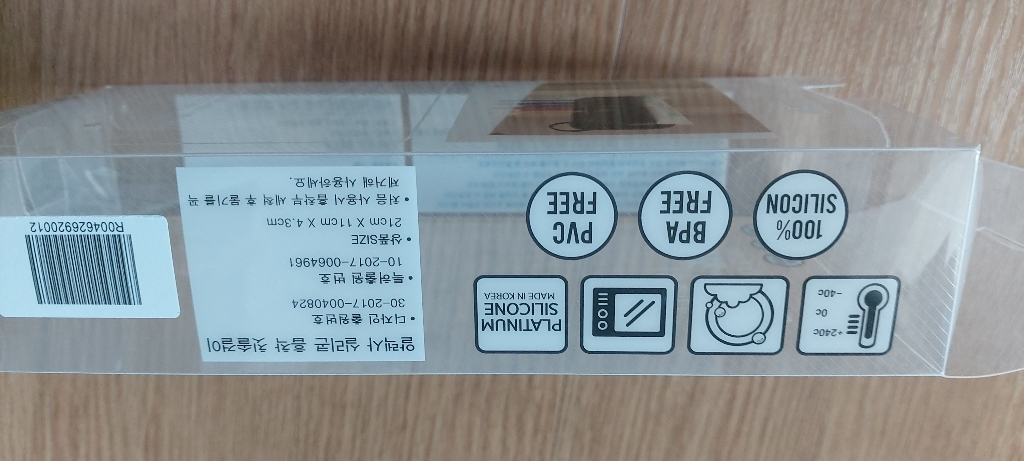 알렉사 실리콘 흡착 칫솔걸이
• 디자인 출원번호
30-2017-0040824
• 특허출원 번호
10-2017-0064961
• 상품SIZE
21cm X 11cm X 4.3cm
• 처음 사용시 흡착부 세척 후 물기를 꼭
제거해 사용하세요.
+240c
0c
-40c
PLATINUM
SILICONE
MADE IN KOREA
100%
SILICON
BPA
FREE
PVC
FREE
R004626920012